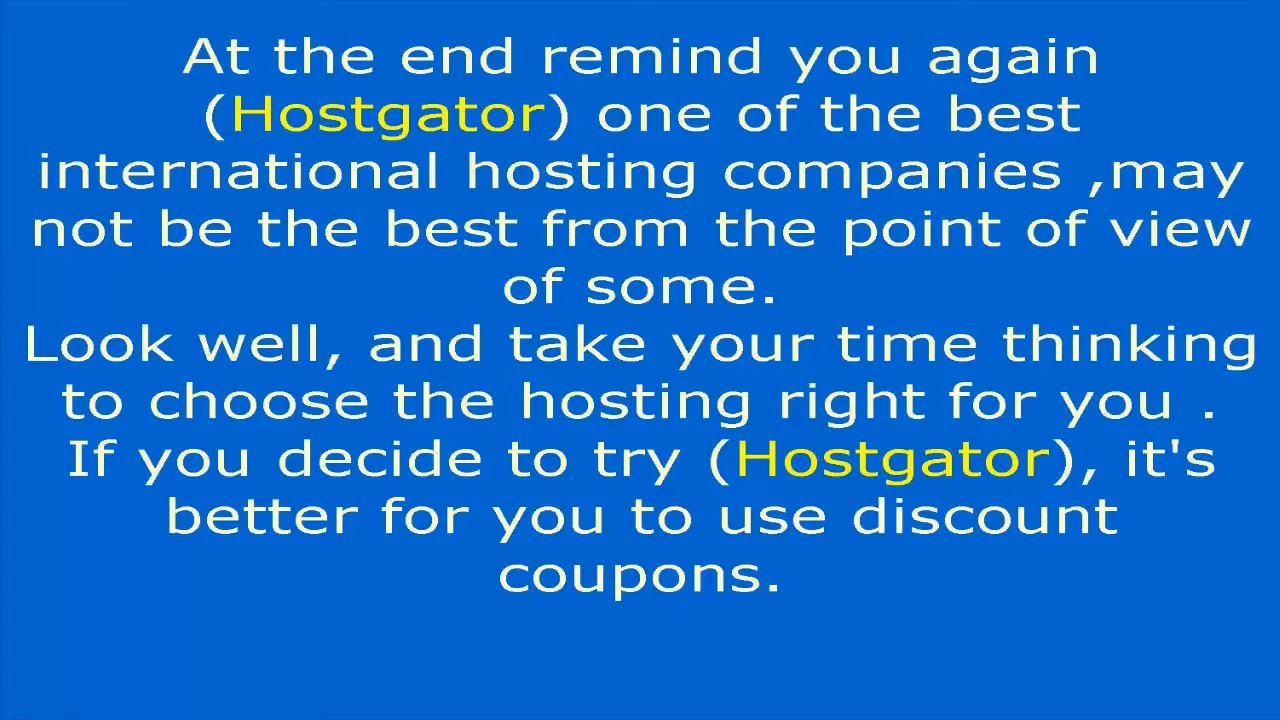 At the end remind you again
(Hostgator) one of the best
international hosting companies ,may
not be the best from the point of view
of some.
Look well, and take your time thinking
to choose the hosting right for you .
If you decide to try (Hostgator), it's
better for you to use discount
coupons.